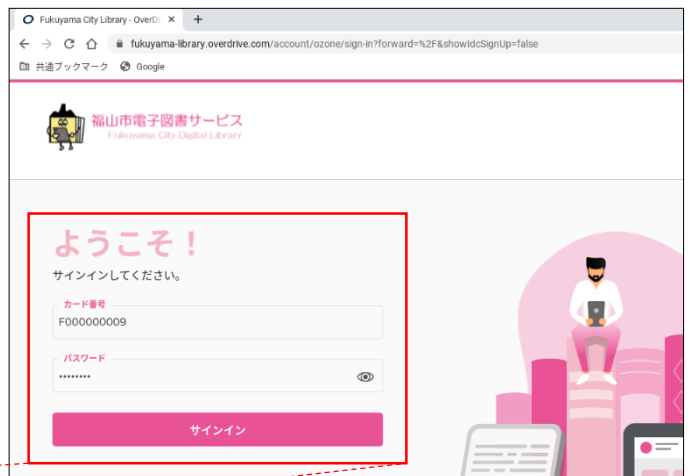 Fukuyama City Library - OverDr
fukuyama-library.overdrive.com/account/ozone/sign-in?forward=%2F&showIdcSignUp=false
共通ブックマーク Google
福山市電子図書サービス
Fukuyama City Digital Library
ようこそ！
サインインしてください。
カード番号
F000000009
パスワード
••••••••
サインイン